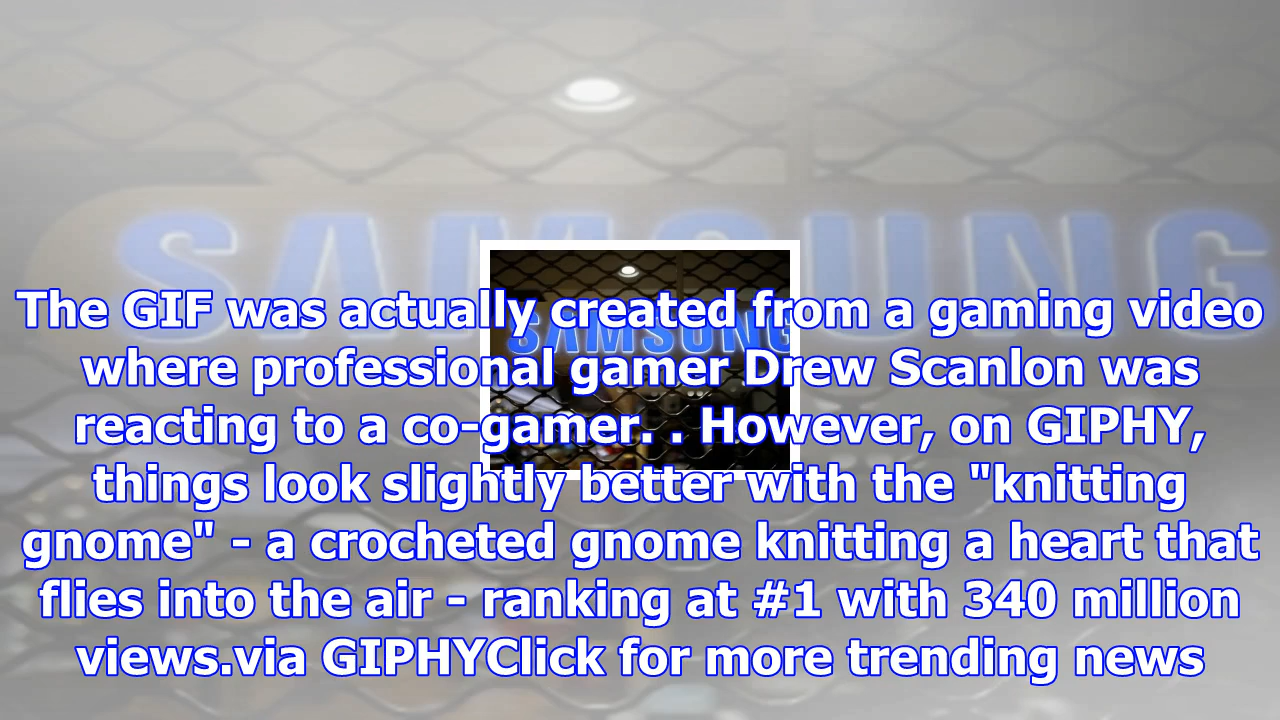 SAMSUNG
SAMSUNG
The GIF was actually created from a gaming video
where professional gamer Drew Scanlon was
reacting to a co-gamer. . However, on GIPHY,
things look slightly better with the "knitting
gnome" - a crocheted gnome knitting a heart that
flies into the air - ranking at #1 with 340 million
views.via GIPHYClick for more trending news